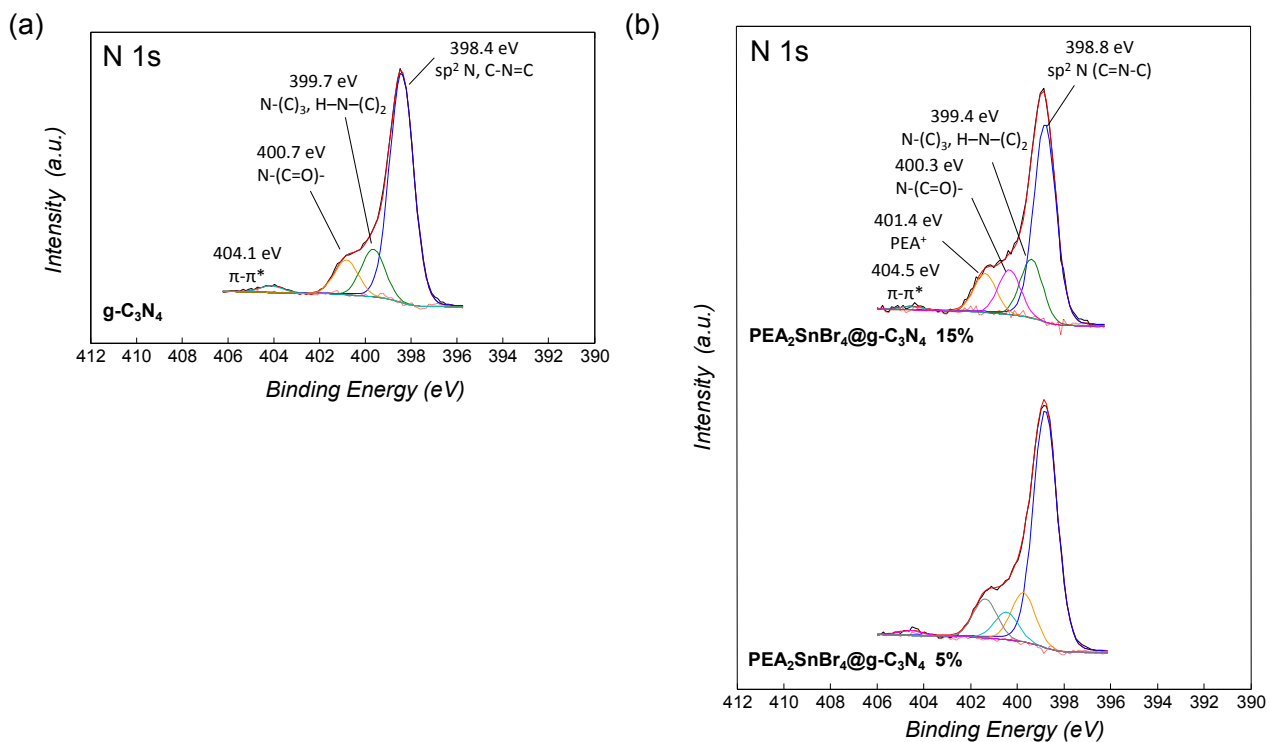 (a)
N 1s
398.4 eV
sp² N, C-N=C
399.7 eV
N-(C)₃, H–N–(C)₂
400.7 eV
N-(C=O)-
404.1 eV
π-π*
g-C₃N₄
Intensity (a.u.)
412 410 408 406 404 402 400 398 396 394 392 390
Binding Energy (eV)
(b)
N 1s
398.8 eV
sp² N (C=N-C)
399.4 eV
N-(C)₃, H–N–(C)₂
400.3 eV
N-(C=O)-
401.4 eV
PEA⁺
404.5 eV
π-π*
PEA₂SnBr₄@g-C₃N₄ 15%
Intensity (a.u.)
PEA₂SnBr₄@g-C₃N₄ 5%
412 410 408 406 404 402 400 398 396 394 392 390
Binding Energy (eV)